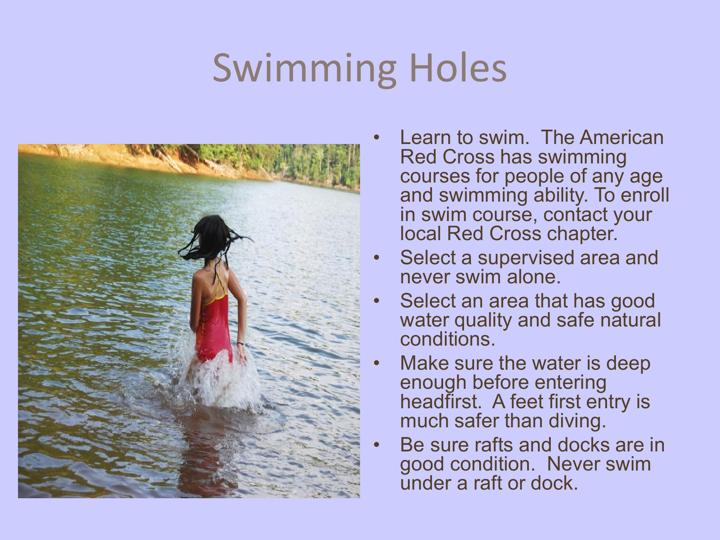 Swimming Holes
• Learn to swim.  The American
Red Cross has swimming
courses for people of any age
and swimming ability. To enroll
in swim course, contact your
local Red Cross chapter.
• Select a supervised area and
never swim alone.
• Select an area that has good
water quality and safe natural
conditions.
• Make sure the water is deep
enough before entering
headfirst.  A feet first entry is
much safer than diving.
• Be sure rafts and docks are in
good condition.  Never swim
under a raft or dock.